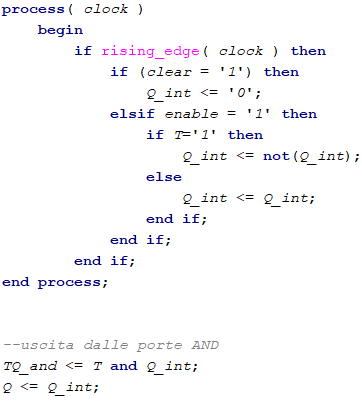 process( clock )
begin
if rising_edge( clock ) then
if (clear = '1') then
Q_int <= '0';
elsif enable = '1' then
if T='1' then
Q_int <= not(Q_int);
else
Q_int <= Q_int;
end if;
end if;
end if;
end process;
--uscita dalle porte AND
TQ_and <= T and Q_int;
Q <= Q_int;